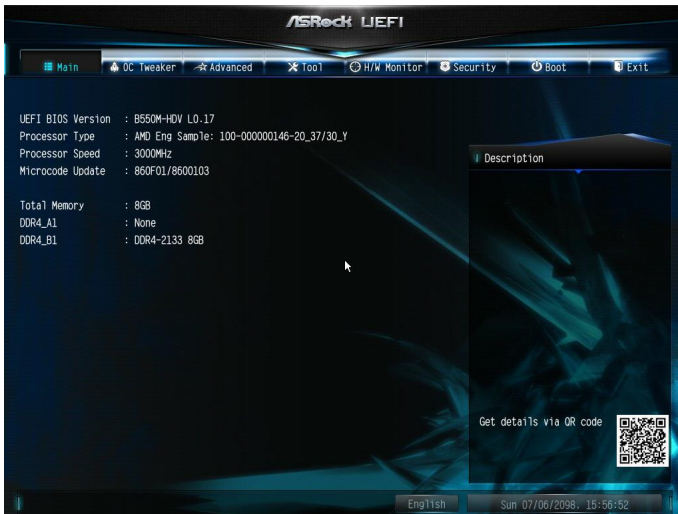 ASRock UEFI
Main OC Tweaker Advanced Tool H/W Monitor Security Boot Exit
UEFI BIOS Version : B550M-HDV L0.17
Processor Type : AMD Eng Sample: 100-000000146-20_37/30_Y
Processor Speed : 3000MHz
Microcode Update : 860F01/8600103
Total Memory : 8GB
DDR4_A1 : None
DDR4_B1 : DDR4-2133 8GB
Description
Get details via QR code
English Sun 07/06/2098, 15:56:52